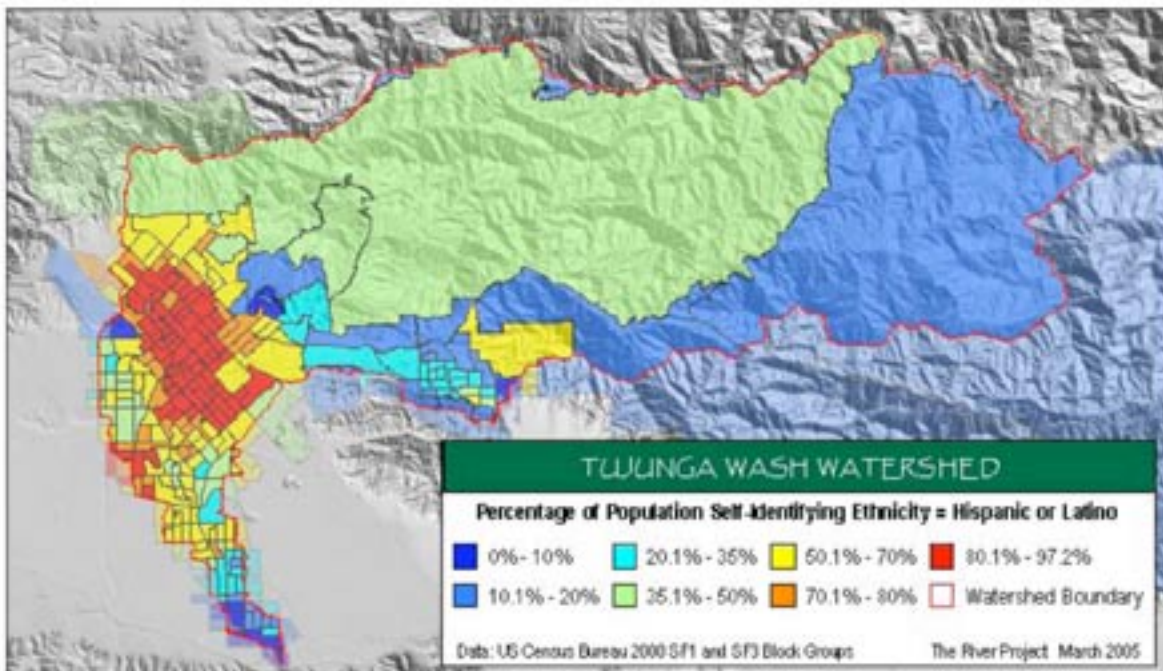 TUJUNGA WASH WATERSHED
Percentage of Population Self-Identifying Ethnicity = Hispanic or Latino
0% - 10% 20.1% - 35% 50.1% - 70% 80.1% - 97.2%
10.1% - 20% 35.1% - 50% 70.1% - 80% Watershed Boundary
Data: US Census Bureau 2000 SF1 and SF3 Block Groups The River Project March 2005